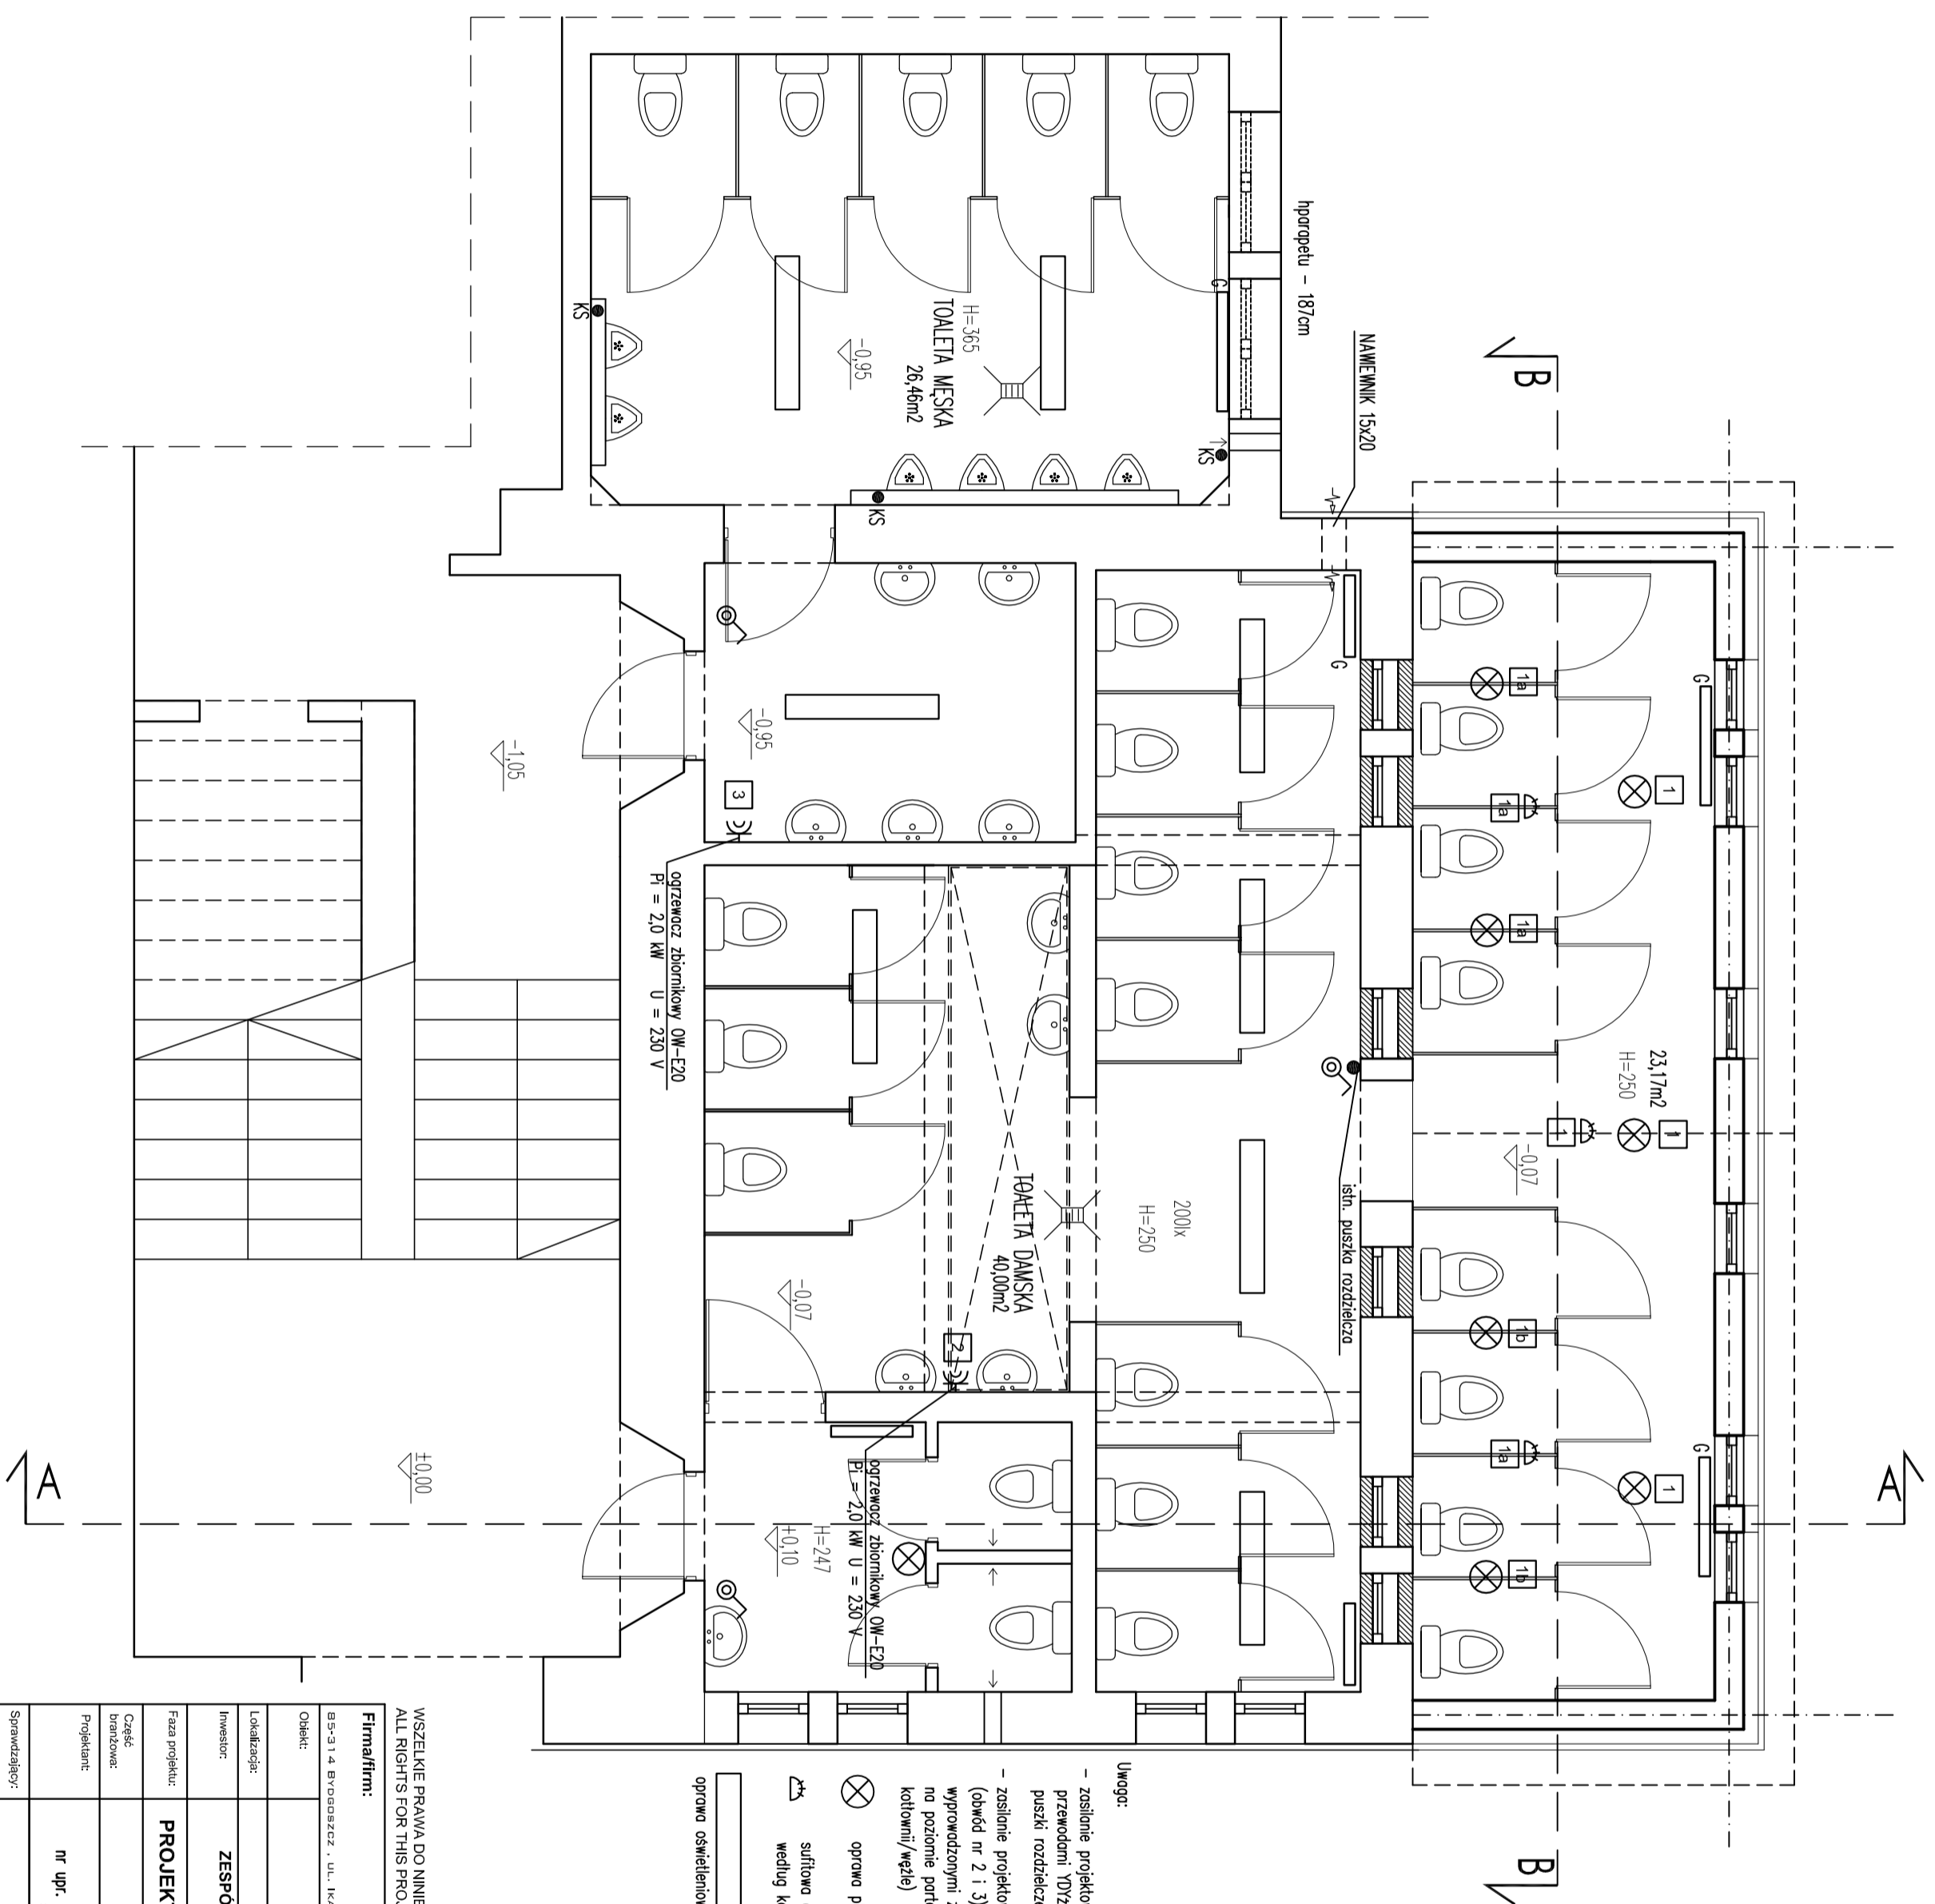 hparapetu - 187cm
NAWIEWNIK 15x20
B
G
H=365
TOALETA MĘSKA
26,46m2
-0,95
KS
KS
KS
G
G
1a
1
1a
1a
23,17m2
H=250
1
1
-0,07
istn. puszka rozdzielcza
1b
1a
G
1
1b
B
A
A
-0,95
-1,05
3
ogrzewacz zbiornikowy OW-E20
Pi = 2,0 kW U = 230 V
TOALETA DAMSKA
40,00m2
200lx
H=250
-0,07
2
ogrzewacz zbiornikowy OW-E20
Pi = 2,0 kW U = 230 V
H=247
+0,10
±0,00
Uwaga:
- zasilanie projekto
przewodami YDYż
puszki rozdzielcze
- zasilanie projekto
(obwód nr 2 i 3)
wyprowadzonymi z
na poziomie parte
kotłowni/węźle)
oprawa p
sufitowa
według k
oprawa oświetleniow
WSZELKIE PRAWA DO NINIE
ALL RIGHTS FOR THIS PROJ
Firma/firm:
85-314 BYDGOSZCZ , UL. IKA
Obiekt:
Lokalizacja:
Inwestor:
ZESPÓ
Faza projektu:
PROJEKT
Część
branżowa:
Projektant:
nr upr.
Sprawdzający: